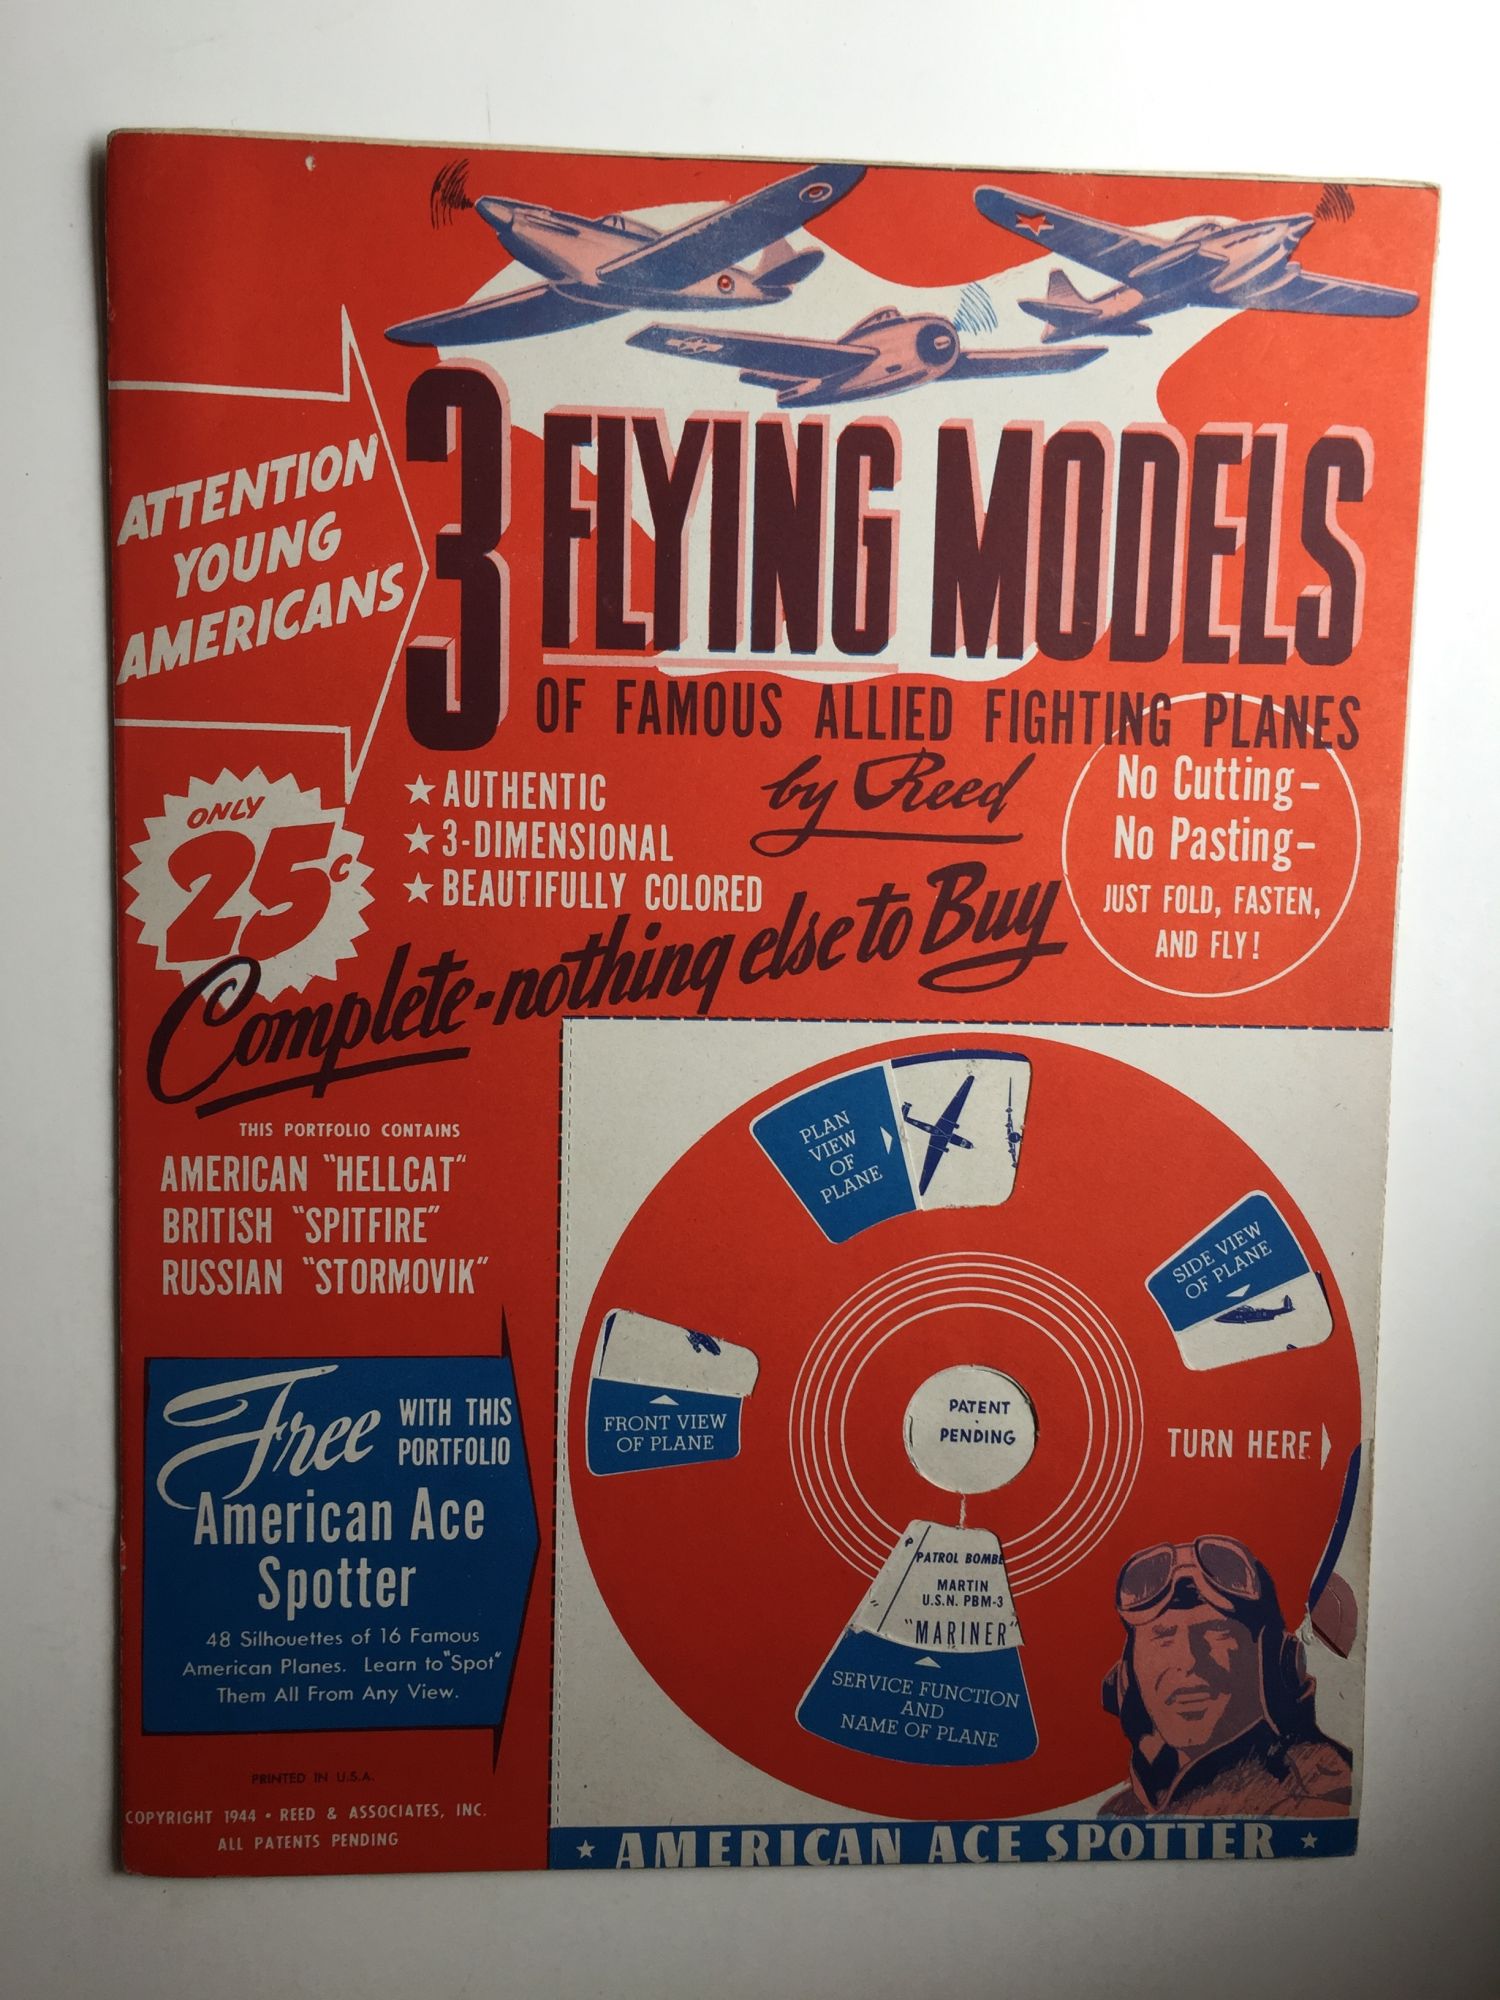 ATTENTION
YOUNG
AMERICANS
3 FLYING MODELS
OF FAMOUS ALLIED FIGHTING PLANES
by Reed
★ AUTHENTIC
★ 3-DIMENSIONAL
★ BEAUTIFULLY COLORED
No Cutting-
No Pasting-
JUST FOLD, FASTEN,
AND FLY!
ONLY
25¢
Complete-nothing else to Buy
THIS PORTFOLIO CONTAINS
AMERICAN "HELLCAT"
BRITISH "SPITFIRE"
RUSSIAN "STORMOVIK"
Free WITH THIS
PORTFOLIO
American Ace
Spotter
48 Silhouettes of 16 Famous
American Planes. Learn to "Spot"
Them All From Any View.
PRINTED IN U.S.A.
COPYRIGHT 1944 • REED & ASSOCIATES, INC.
ALL PATENTS PENDING
PLAN
VIEW
OF
PLANE
SIDE VIEW
OF PLANE
FRONT VIEW
OF PLANE
PATENT
PENDING
TURN HERE
PATROL BOMBE
MARTIN
U.S.N. PBM-3
"MARINER"
SERVICE FUNCTION
AND
NAME OF PLANE
★ AMERICAN ACE SPOTTER ★